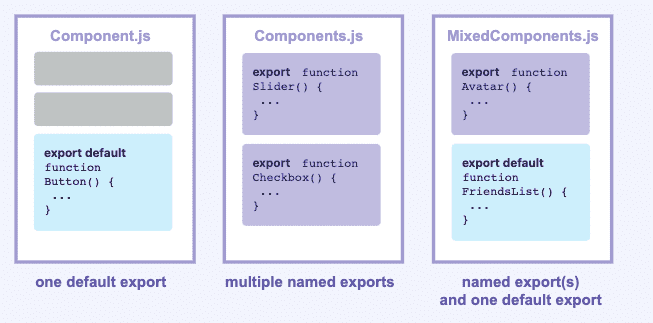 Component.js
export default
function
Button() {
...
}
one default export
Components.js
export function
Slider() {
...
}
export function
Checkbox() {
...
}
multiple named exports
MixedComponents.js
export function
Avatar() {
...
}
export default
function
FriendsList() {
...
}
named export(s)
and one default export